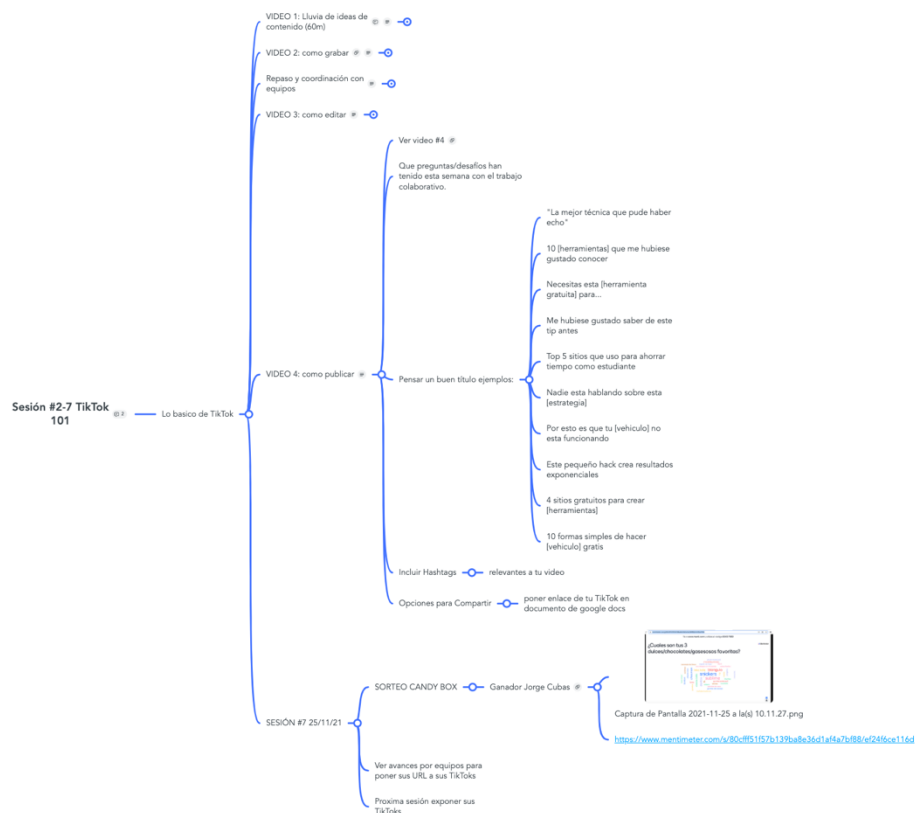 VIDEO 1: Lluvia de ideas de
contenido (60m)
VIDEO 2: como grabar
Repaso y coordinación con
equipos
VIDEO 3: como editar
Ver video #4
Que preguntas/desafíos han
tenido esta semana con el trabajo
colaborativo.
"La mejor técnica que pude haber
echo"
10 [herramientas] que me hubiese
gustado conocer
Necesitas esta [herramienta
gratuita] para...
Me hubiese gustado saber de este
tip antes
VIDEO 4: como publicar
Pensar un buen título ejemplos:
Top 5 sitios que uso para ahorrar
tiempo como estudiante
Nadie esta hablando sobre esta
[estrategia]
Sesión #2-7 TikTok
101
Lo basico de TikTok
Por esto es que tu [vehiculo] no
esta funcionando
Este pequeño hack crea resultados
exponenciales
4 sitios gratuitos para crear
[herramientas]
10 formas simples de hacer
[vehiculo] gratis
Incluir Hashtags
relevantes a tu video
Opciones para Compartir
poner enlace de tu TikTok en
documento de google docs
¿Cuales son tus 3
dulces/chocolates/gaseosas favoritos?
SORTEO CANDY BOX
Ganador Jorge Cubas
Captura de Pantalla 2021-11-25 a la(s) 10.11.27.png
SESIÓN #7 25/11/21
https://www.mentimeter.com/s/80cfff51f57b139ba8e36d1af4a7bf88/ef24f6ce116d
Ver avances por equipos para
poner sus URL a sus TikToks
Proxima sesión exponer sus
TikToks